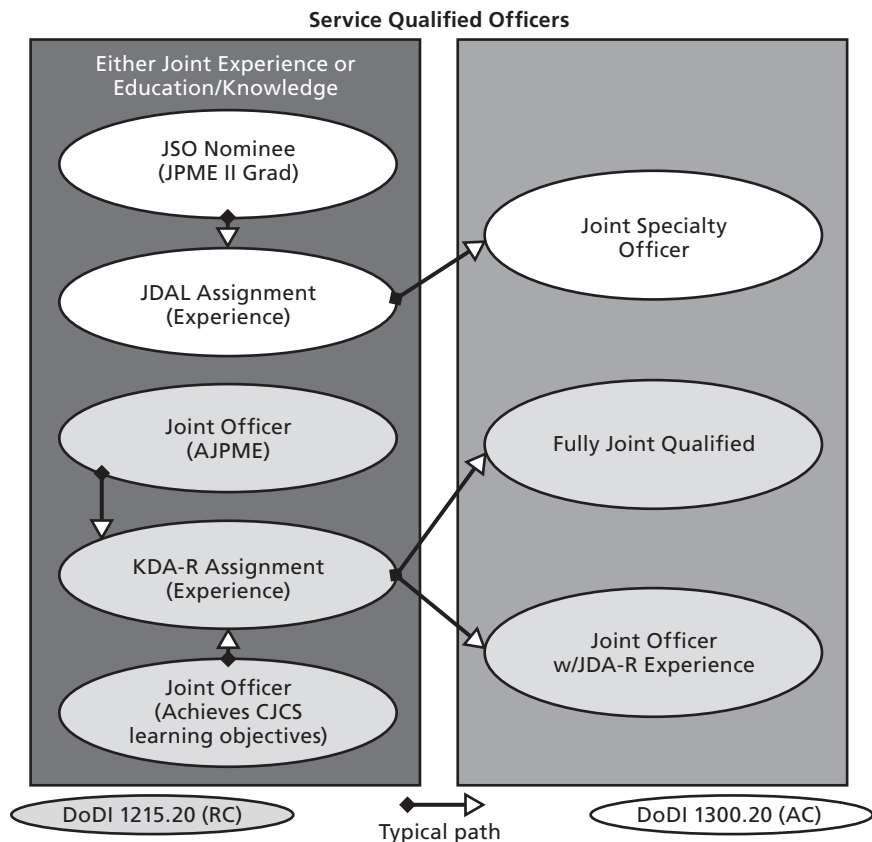 Service Qualified Officers
Either Joint Experience or
Education/Knowledge
JSO Nominee
(JPME II Grad)
JDAL Assignment
(Experience)
Joint Officer
(AJPME)
KDA-R Assignment
(Experience)
Joint Officer
(Achieves CJCS
learning objectives)
Joint Specialty
Officer
Fully Joint Qualified
Joint Officer
w/JDA-R Experience
DoDI 1215.20 (RC)
Typical path
DoDI 1300.20 (AC)